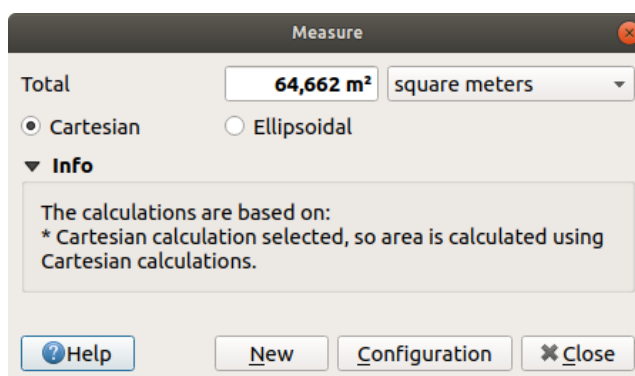 Measure
Total 64,662 m² square meters
Cartesian Ellipsoidal
Info
The calculations are based on:
* Cartesian calculation selected, so area is calculated using
Cartesian calculations.
Help New Configuration Close